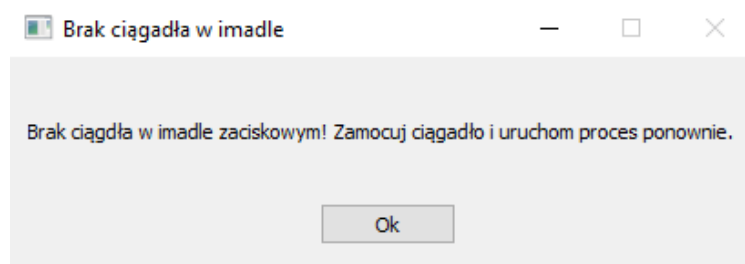 Brak ciągadła w imadle
Brak ciągdła w imadle zaciskowym! Zamocuj ciągadło i uruchom proces ponownie.
Ok